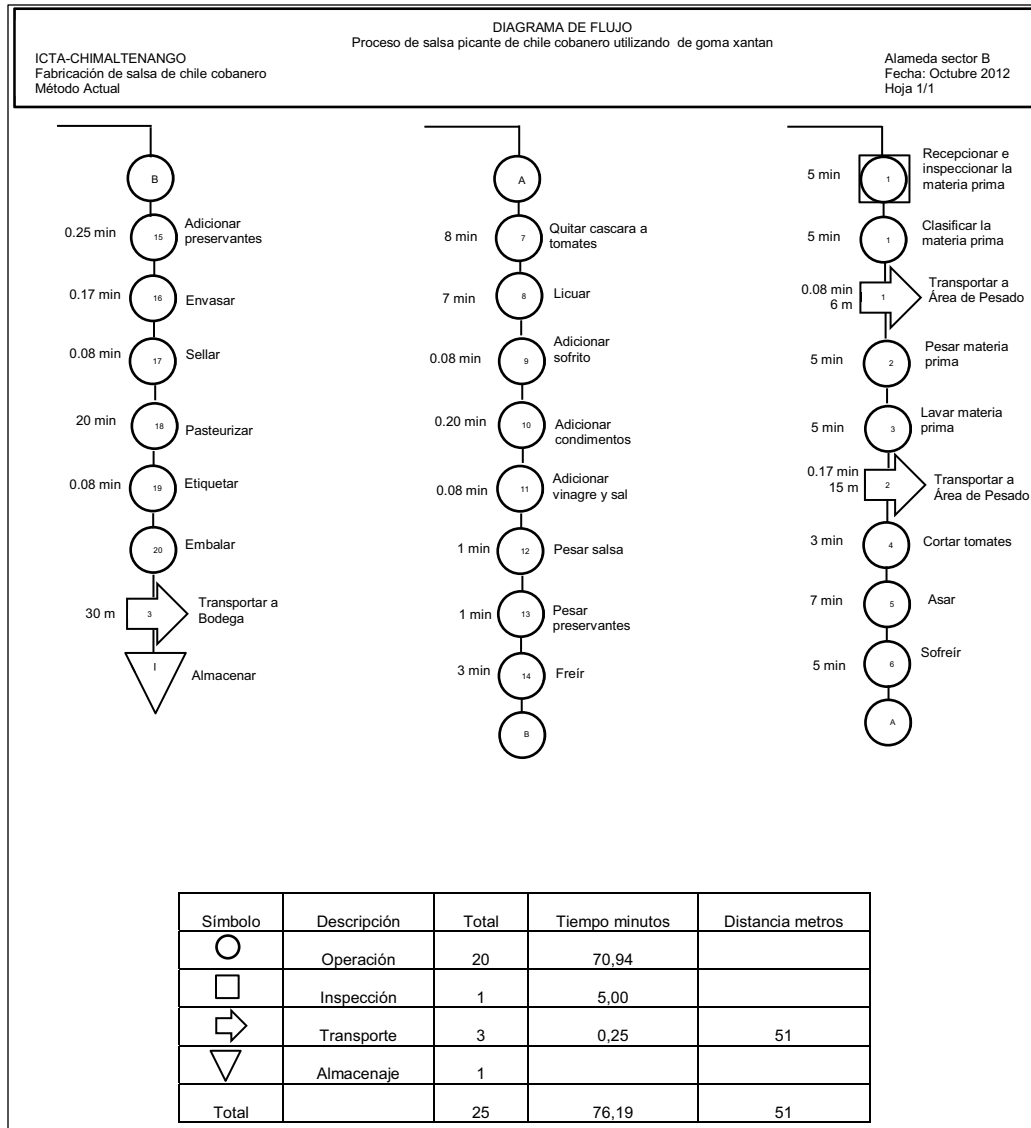 DIAGRAMA DE FLUJO
Proceso de salsa picante de chile cobanero utilizando de goma xantan
ICTA-CHIMALTENANGO
Fabricación de salsa de chile cobanero
Método Actual
Alameda sector B
Fecha: Octubre 2012
Hoja 1/1
B
0.25 min
15
Adicionar
preservantes
0.17 min
16
Envasar
0.08 min
17
Sellar
20 min
18
Pasteurizar
0.08 min
19
Etiquetar
20
Embalar
30 m
3
Transportar a
Bodega
I
Almacenar
A
8 min
7
Quitar cascara a
tomates
7 min
8
Licuar
0.08 min
9
Adicionar
sofrito
0.20 min
10
Adicionar
condimentos
0.08 min
11
Adicionar
vinagre y sal
1 min
12
Pesar salsa
1 min
13
Pesar
preservantes
3 min
14
Freír
B
5 min
1
Recepcionar e
inspeccionar la
materia prima
5 min
1
Clasificar la
materia prima
0.08 min
6 m
1
Transportar a
Área de Pesado
5 min
2
Pesar materia
prima
5 min
3
Lavar materia
prima
0.17 min
15 m
2
Transportar a
Área de Pesado
3 min
4
Cortar tomates
7 min
5
Asar
5 min
6
Sofreír
A
Símbolo Descripción Total Tiempo minutos Distancia metros
Operación 20 70,94
Inspección 1 5,00
Transporte 3 0,25 51
Almacenaje 1
Total 25 76,19 51